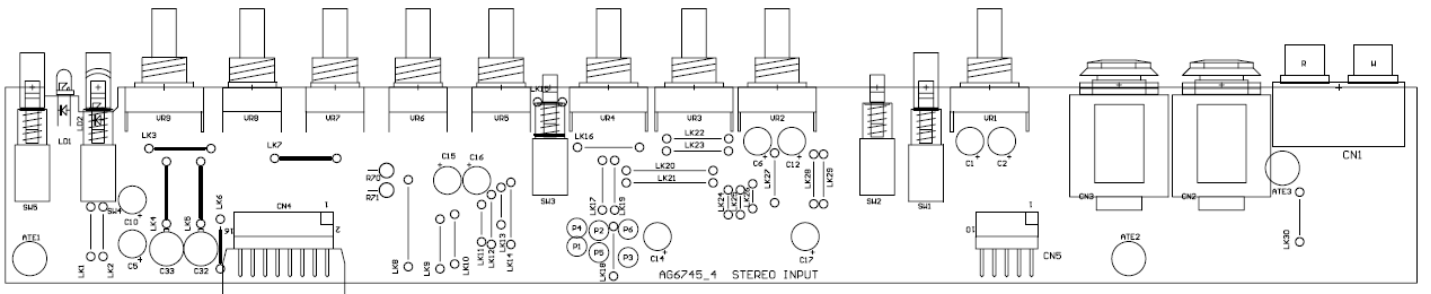 R W
LK15
VR9 VR8 VR7 VR6 VR5 VR4 VR3 VR2 VR1
LD2
LD1
LK3 LK7 LK16 LK22
LK23
CN1
R70 C15 C16 LK20 C6 C12 C1 C2
R71 LK21 LK27 LK28 LK29
ATE3
SW5 SW4 SW3 SW2 SW1 CN3 CN2
C10 LK4 LK5 LK6 CN4 1 LK17 LK19 LK24 LK25 LK26 1
16 2 LK13 P4 P2 P6 10
ATE1 LK11 LK12 LK14 P1 P5 P3 ATE2 LK30
C5 C33 C32 LK8 LK9 LK10 C14 C17 CN5
LK1 LK2 LK18
AG6745_4 STEREO INPUT